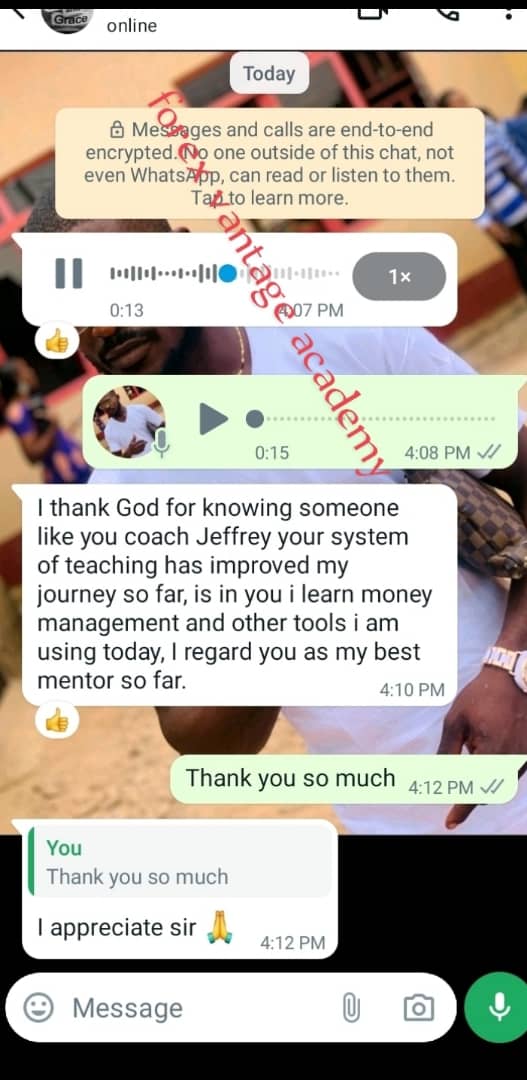 Grace
online
Today
Messages and calls are end-to-end
encrypted. No one outside of this chat, not
even WhatsApp, can read or listen to them.
Tap to learn more.
forex vantage academy
1×
0:13
4:07 PM
0:15
4:08 PM
I thank God for knowing someone
like you coach Jeffrey your system
of teaching has improved my
journey so far, is in you i learn money
management and other tools i am
using today, I regard you as my best
mentor so far.
4:10 PM
Thank you so much
4:12 PM
You
Thank you so much
I appreciate sir 🙏
4:12 PM
Message